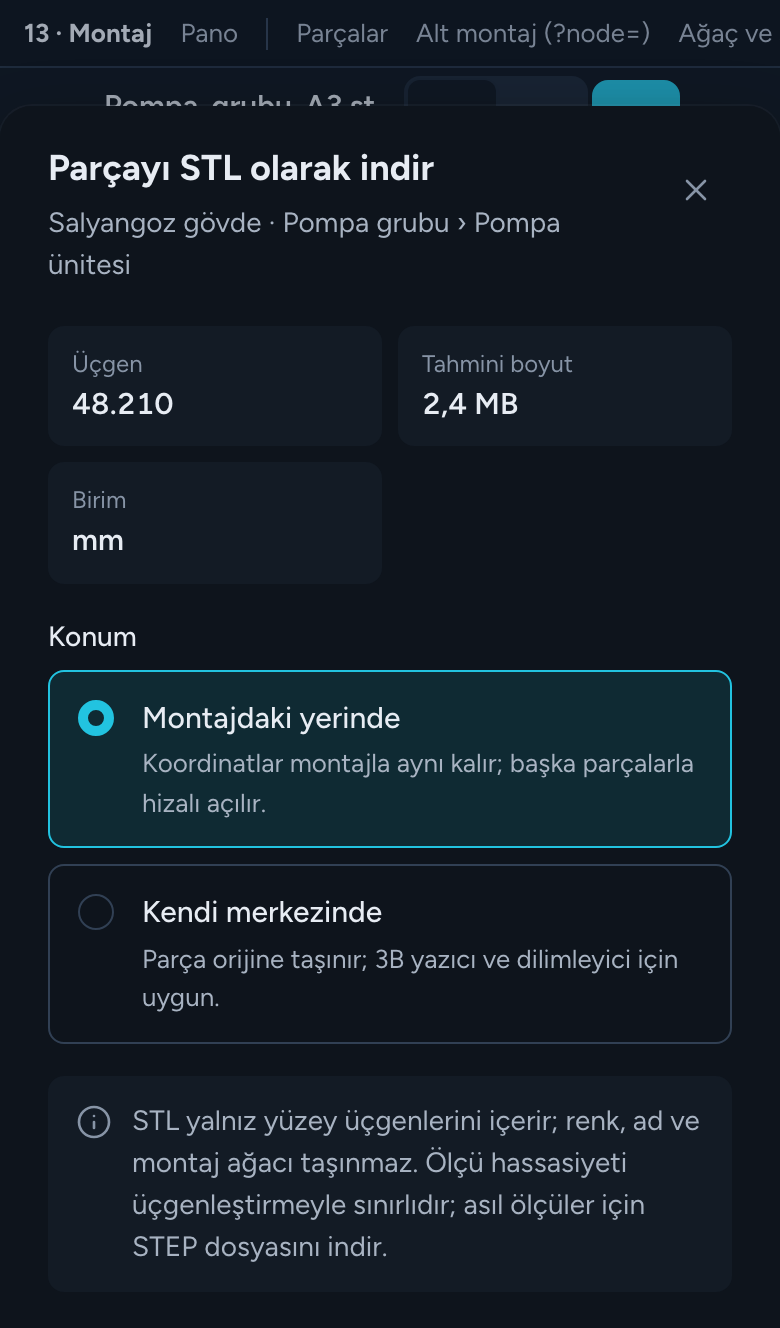 13 · Montaj Pano Parçalar Alt montaj (?node=) Ağaç ve
Pompa_grubu_A3.st
Parçayı STL olarak indir
Salyangoz gövde · Pompa grubu › Pompa
ünitesi
Üçgen
48.210
Tahmini boyut
2,4 MB
Birim
mm
Konum
Montajdaki yerinde
Koordinatlar montajla aynı kalır; başka parçalarla
hizalı açılır.
Kendi merkezinde
Parça orijine taşınır; 3B yazıcı ve dilimleyici için
uygun.
STL yalnız yüzey üçgenlerini içerir; renk, ad ve
montaj ağacı taşınmaz. Ölçü hassasiyeti
üçgenleştirmeyle sınırlıdır; asıl ölçüler için
STEP dosyasını indir.